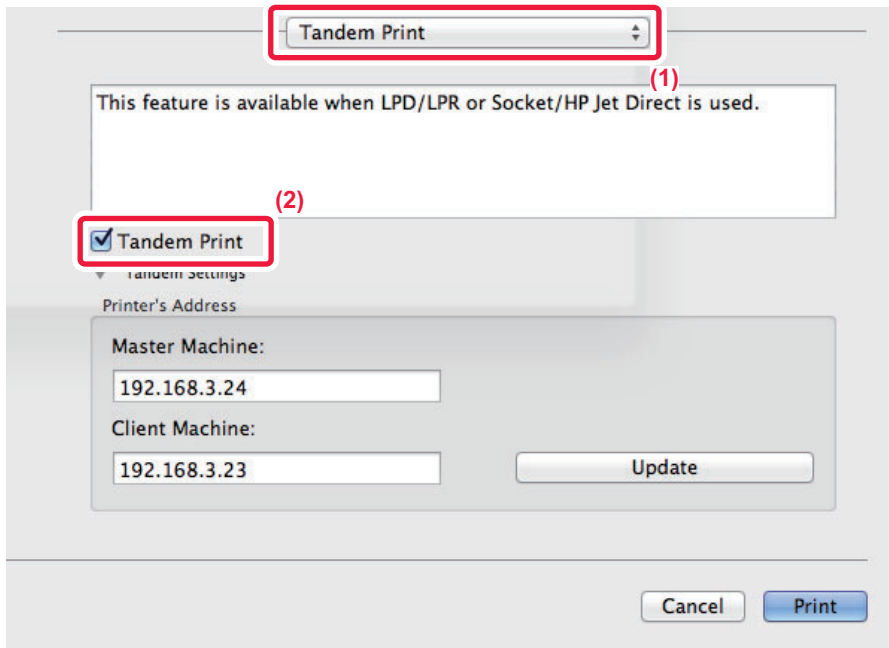 Tandem Print
(1)
This feature is available when LPD/LPR or Socket/HP Jet Direct is used.
(2)
Tandem Print
Tandem Settings
Printer's Address
Master Machine:
192.168.3.24
Client Machine:
192.168.3.23
Update
Cancel
Print